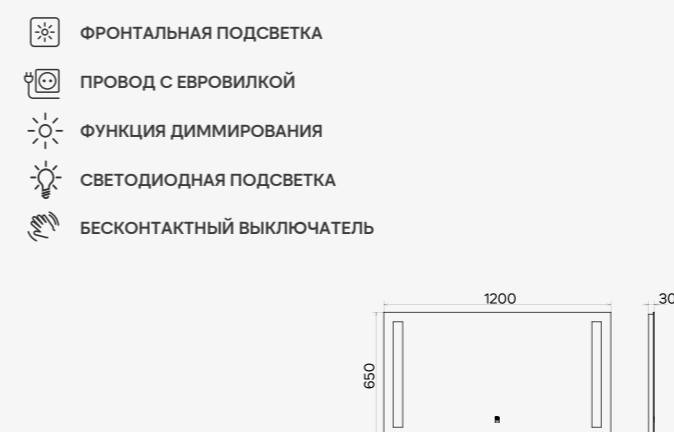 ФРОНТАЛЬНАЯ ПОДСВЕТКА
ПРОВОД С ЕВРОВИЛКОЙ
ФУНКЦИЯ ДИММИРОВАНИЯ
СВЕТОДИОДНАЯ ПОДСВЕТКА
БЕСКОНТАКТНЫЙ ВЫКЛЮЧАТЕЛЬ
1200
30
650